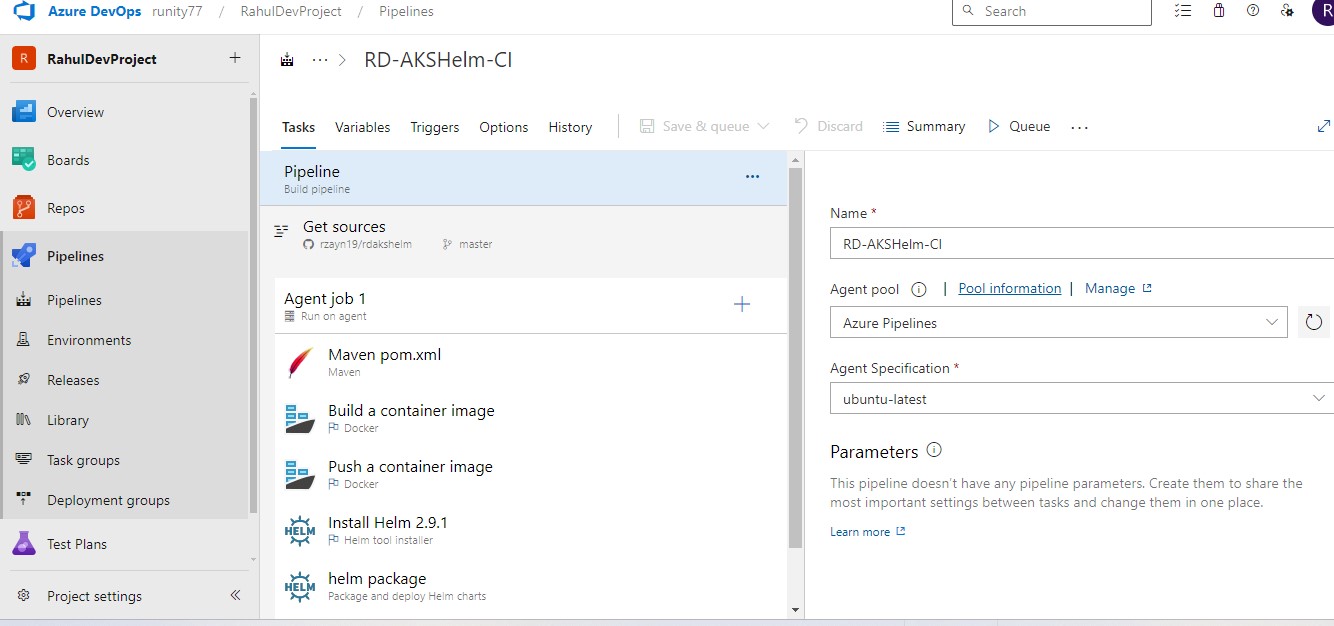 Azure DevOps runity77 / RahulDevProject / Pipelines
Search
R
R RahulDevProject +
Overview
Boards
Repos
Pipelines
Pipelines
Environments
Releases
Library
Task groups
Deployment groups
Test Plans
Project settings
... > RD-AKSHelm-CI
Tasks Variables Triggers Options History Save & queue Discard Summary Queue ...
Pipeline
Build pipeline
...
Get sources
rzayn19/rdakshelm master
Agent job 1
Run on agent
+
Maven pom.xml
Maven
Build a container image
Docker
Push a container image
Docker
HELM
Install Helm 2.9.1
Helm tool installer
HELM
helm package
Package and deploy Helm charts
Name *
RD-AKSHelm-CI
Agent pool | Pool information | Manage
Azure Pipelines
Agent Specification *
ubuntu-latest
Parameters
This pipeline doesn't have any pipeline parameters. Create them to share the
most important settings between tasks and change them in one place.
Learn more